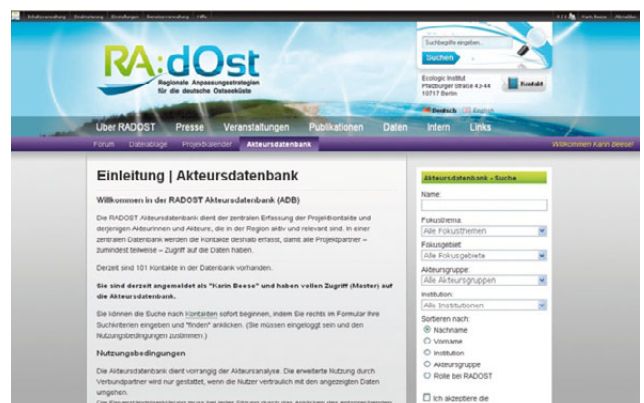 Inhaltsverwaltung Einstellungen Benutzerverwaltung Hilfe
Karin Beese Abmelden
RA:dOst
Regionale Anpassungsstrategien
für die deutsche Ostseeküste
Suchbegriffe eingeben...
Suchen
Ecologic Institut
Pfalzburger Strasse 43-44
10717 Berlin
Kontakt
Deutsch English
Über RADOST Presse Veranstaltungen Publikationen Daten Intern Links
Forum Dateiablage Projektkalender Akteursdatenbank
Willkommen Karin Beese!
Einleitung | Akteursdatenbank
Willkommen in der RADOST Akteursdatenbank (ADB)
Die RADOST Akteursdatenbank dient der zentralen Erfassung der Projektkontakte und
derjenigen Akteurinnen und Akteure, die in der Region aktiv und relevant sind. In einer
zentralen Datenbank werden die Kontakte deshalb erfasst, damit alle Projektpartner –
zumindest teilweise – Zugriff auf die Daten haben.
Derzeit sind 101 Kontakte in der Datenbank vorhanden.
Sie sind derzeit angemeldet als "Karin Beese" und haben vollen Zugriff (Master) auf
die Akteursdatenbank.
Sie können die Suche nach Kontakten sofort beginnen, indem Sie rechts im Formular Ihre
Suchkriterien eingeben und "finden" anklicken. (Sie müssen eingeloggt sein und den
Nutzungsbedingungen zustimmen.)
Nutzungsbedingungen
Die Akteursdatenbank dient vorrangig der Akteursanalyse. Die erweiterte Nutzung durch
Verbundpartner wird nur gestattet, wenn die Nutzer vertraulich mit den angezeigten Daten
umgehen.
Akteursdatenbank - Suche
Name:
Fokusthema:
Alle Fokusthemen
Fokusgebiet:
Alle Fokusgebiete
Akteursgruppe:
Alle Akteursgruppen
Institution:
Alle Institutionen
Sortieren nach:
Nachname
Vorname
Institution
Akteursgruppe
Rolle bei RADOST
Ich akzeptiere die